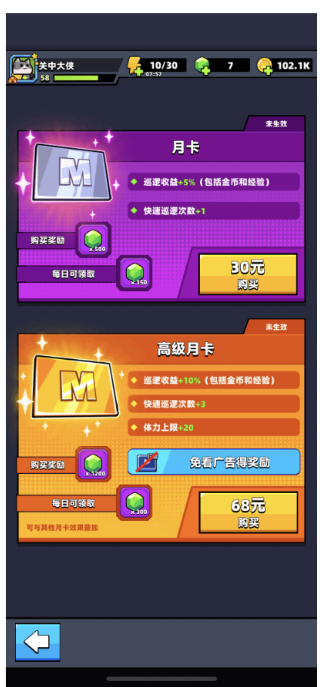 关中大侠
58
10/30
07:57
7
102.1K
未生效
月卡
M
巡逻收益+5% (包括金币和经验)
快速巡逻次数+1
购买奖励
x 500
每日可领取
x 150
30元
购买
未生效
高级月卡
M
巡逻收益+10% (包括金币和经验)
快速巡逻次数+3
体力上限+20
购买奖励
x 1200
免看广告得奖励
每日可领取
x 300
可与其他月卡效果叠加
68元
购买